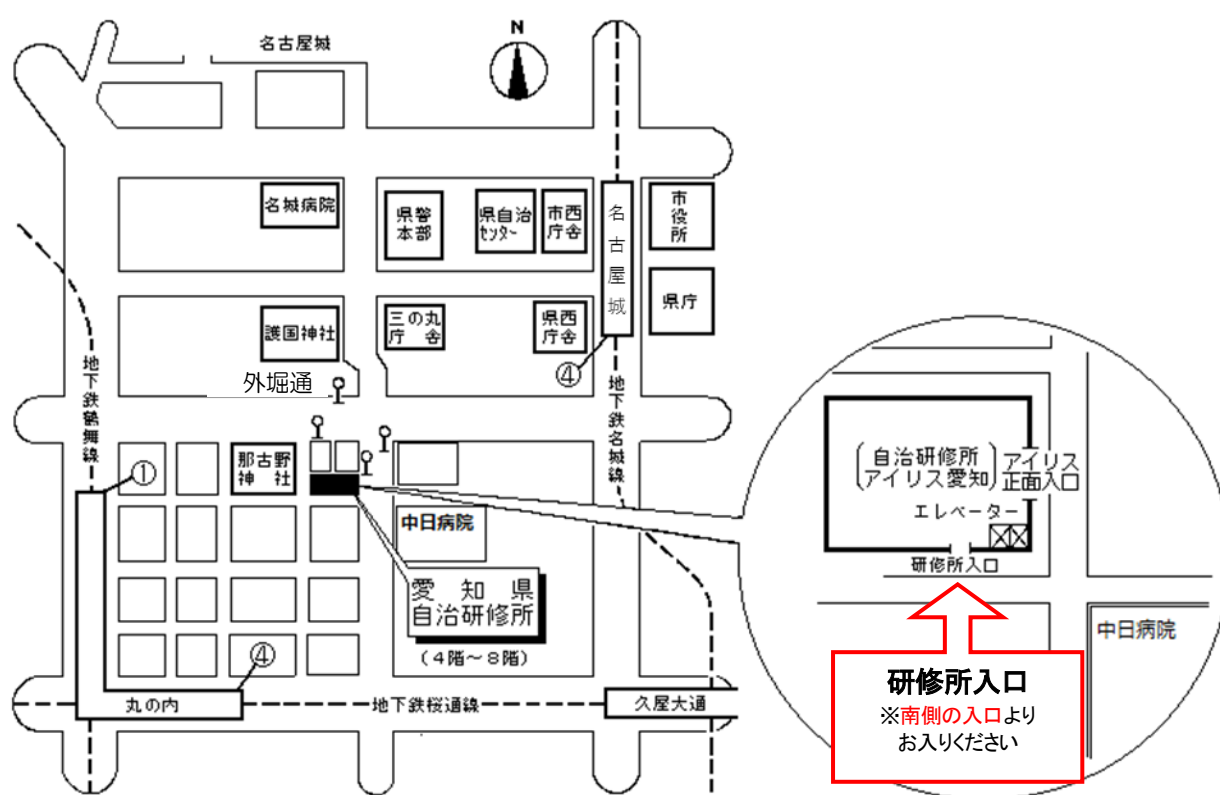 名古屋城
N
名城病院
県警
本部
県自治
センター
市西
庁舎
名古屋城
市役所
護国神社
三の丸
庁舎
県西
庁舎
県庁
④
外堀通
地下鉄鶴舞線
地下鉄名城線
那古野
神社
①
中日病院
愛知県
自治研修所
(4階~8階)
④
丸の内
地下鉄桜通線
久屋大通
自治研修所
アイリス愛知
アイリス
正面入口
エレベーター
研修所入口
中日病院
研修所入口
※南側の入口より
お入りください